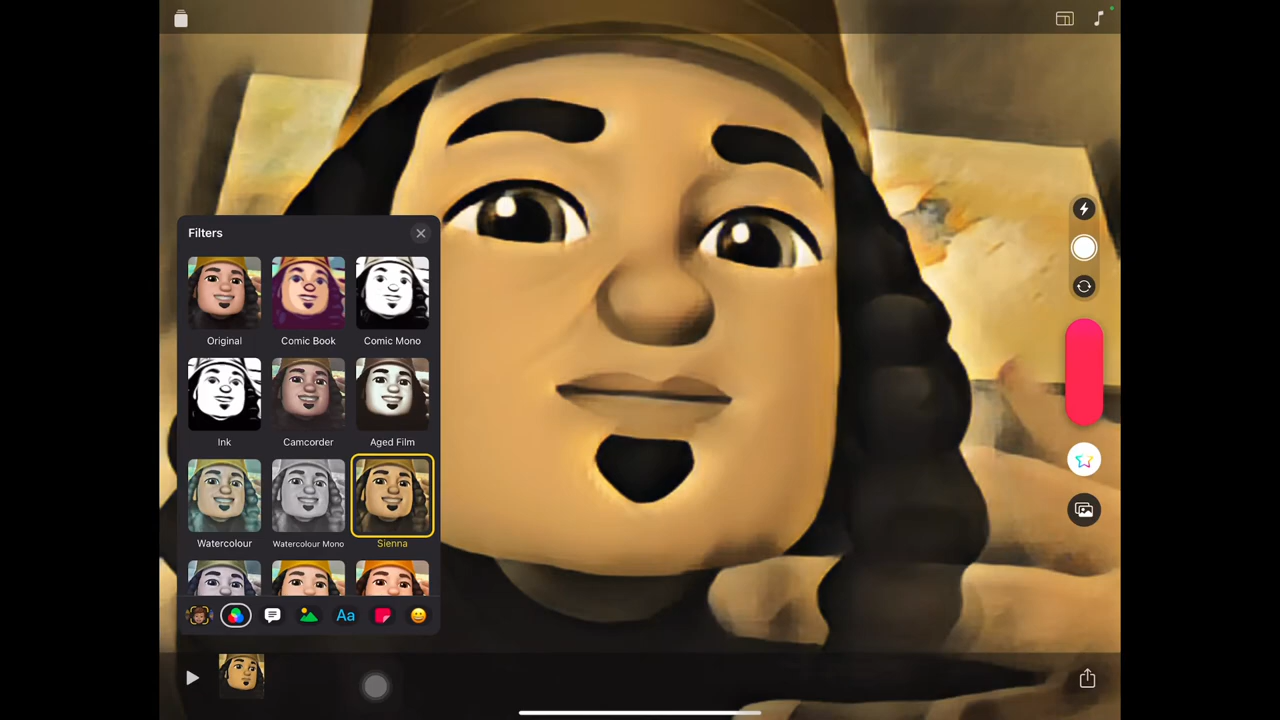 Filters
Original
Comic Book
Comic Mono
Ink
Camcorder
Aged Film
Watercolour
Watercolour Mono
Sienna
Aa